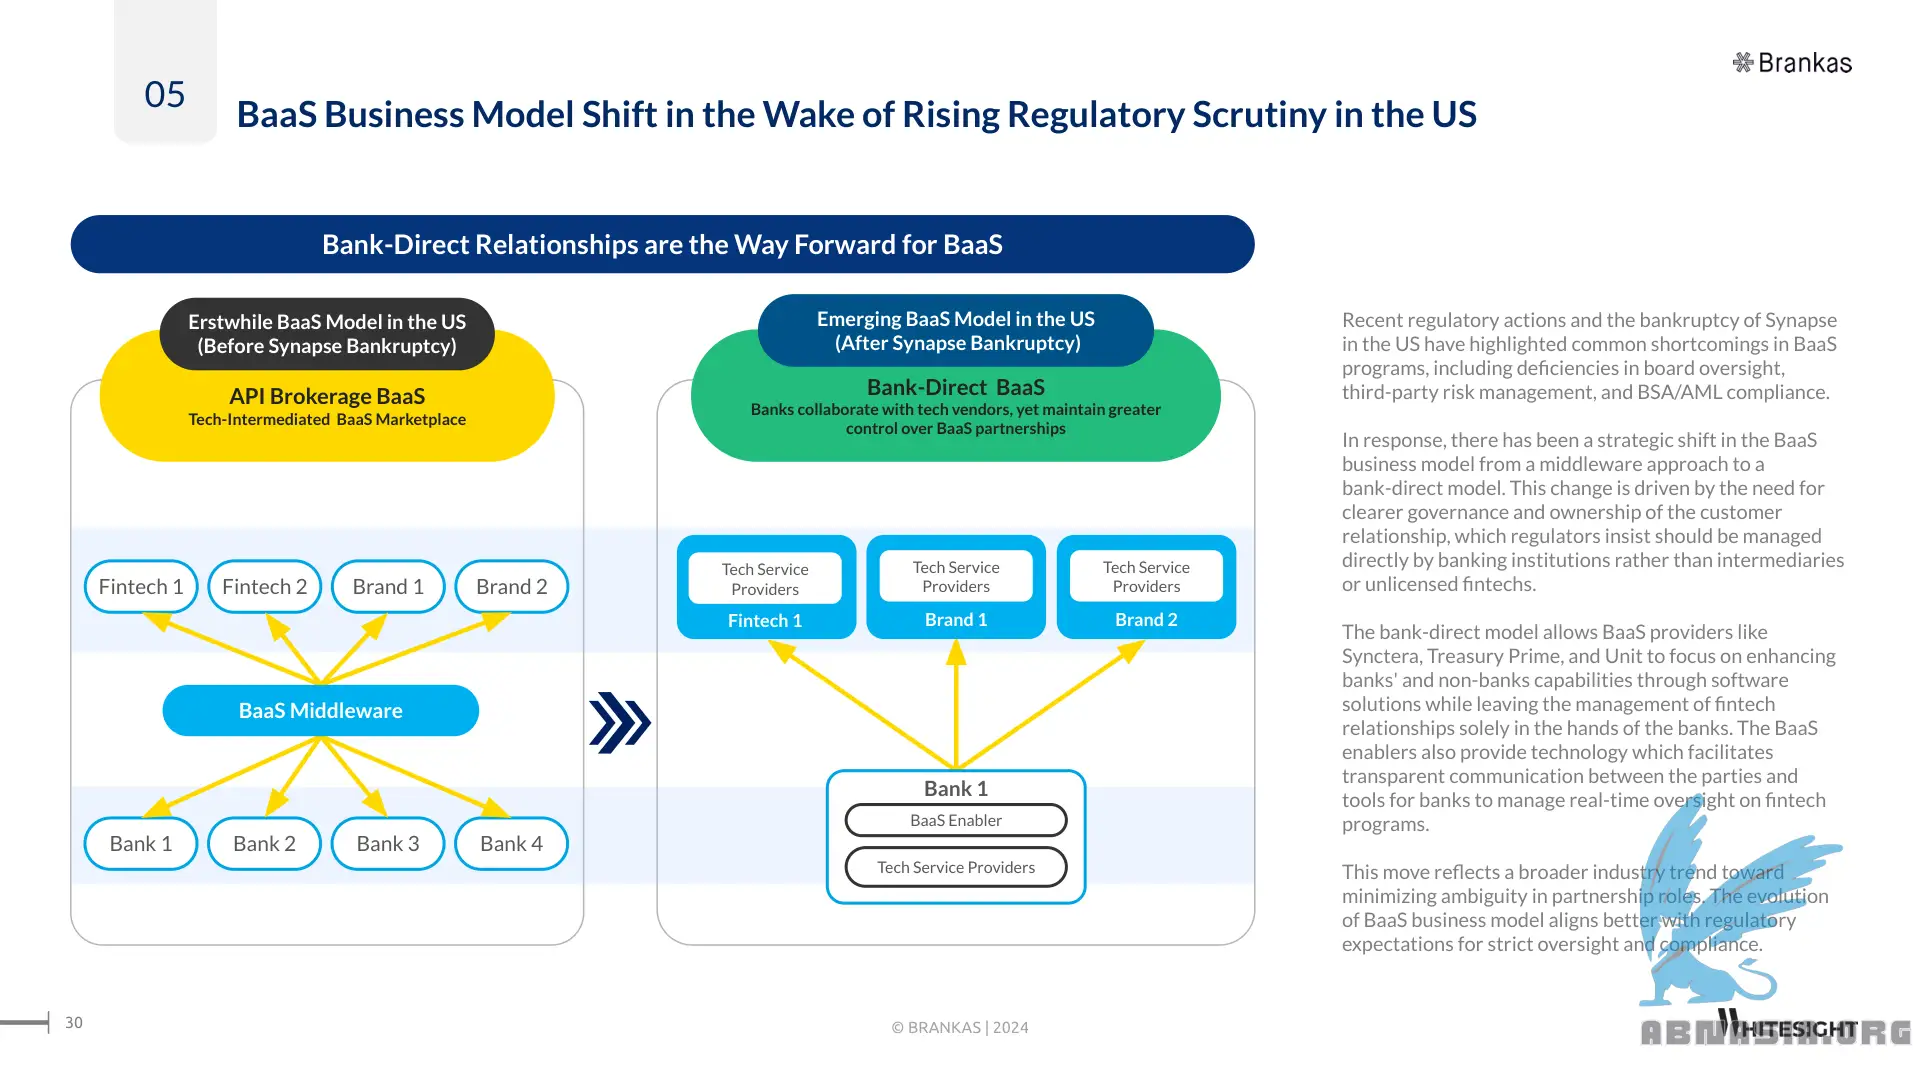 05
Brankas
BaaS Business Model Shift in the Wake of Rising Regulatory Scrutiny in the US
Bank-Direct Relationships are the Way Forward for BaaS
Erstwhile BaaS Model in the US
(Before Synapse Bankruptcy)
API Brokerage BaaS
Tech-Intermediated BaaS Marketplace
Fintech 1
Fintech 2
Brand 1
Brand 2
BaaS Middleware
Bank 1
Bank 2
Bank 3
Bank 4
Emerging BaaS Model in the US
(After Synapse Bankruptcy)
Bank-Direct BaaS
Banks collaborate with tech vendors, yet maintain greater
control over BaaS partnerships
Tech Service
Providers
Fintech 1
Tech Service
Providers
Brand 1
Tech Service
Providers
Brand 2
Bank 1
BaaS Enabler
Tech Service Providers
Recent regulatory actions and the bankruptcy of Synapse
in the US have highlighted common shortcomings in BaaS
programs, including deficiencies in board oversight,
third-party risk management, and BSA/AML compliance.
In response, there has been a strategic shift in the BaaS
business model from a middleware approach to a
bank-direct model. This change is driven by the need for
clearer governance and ownership of the customer
relationship, which regulators insist should be managed
directly by banking institutions rather than intermediaries
or unlicensed fintechs.
The bank-direct model allows BaaS providers like
Synctera, Treasury Prime, and Unit to focus on enhancing
banks' and non-banks capabilities through software
solutions while leaving the management of fintech
relationships solely in the hands of the banks. The BaaS
enablers also provide technology which facilitates
transparent communication between the parties and
tools for banks to manage real-time oversight on fintech
programs.
This move reflects a broader industry trend toward
minimizing ambiguity in partnership roles. The evolution
of BaaS business model aligns better with regulatory
expectations for strict oversight and compliance.
30
© BRANKAS | 2024
WHITESIGHT
ABNASIA.ORG